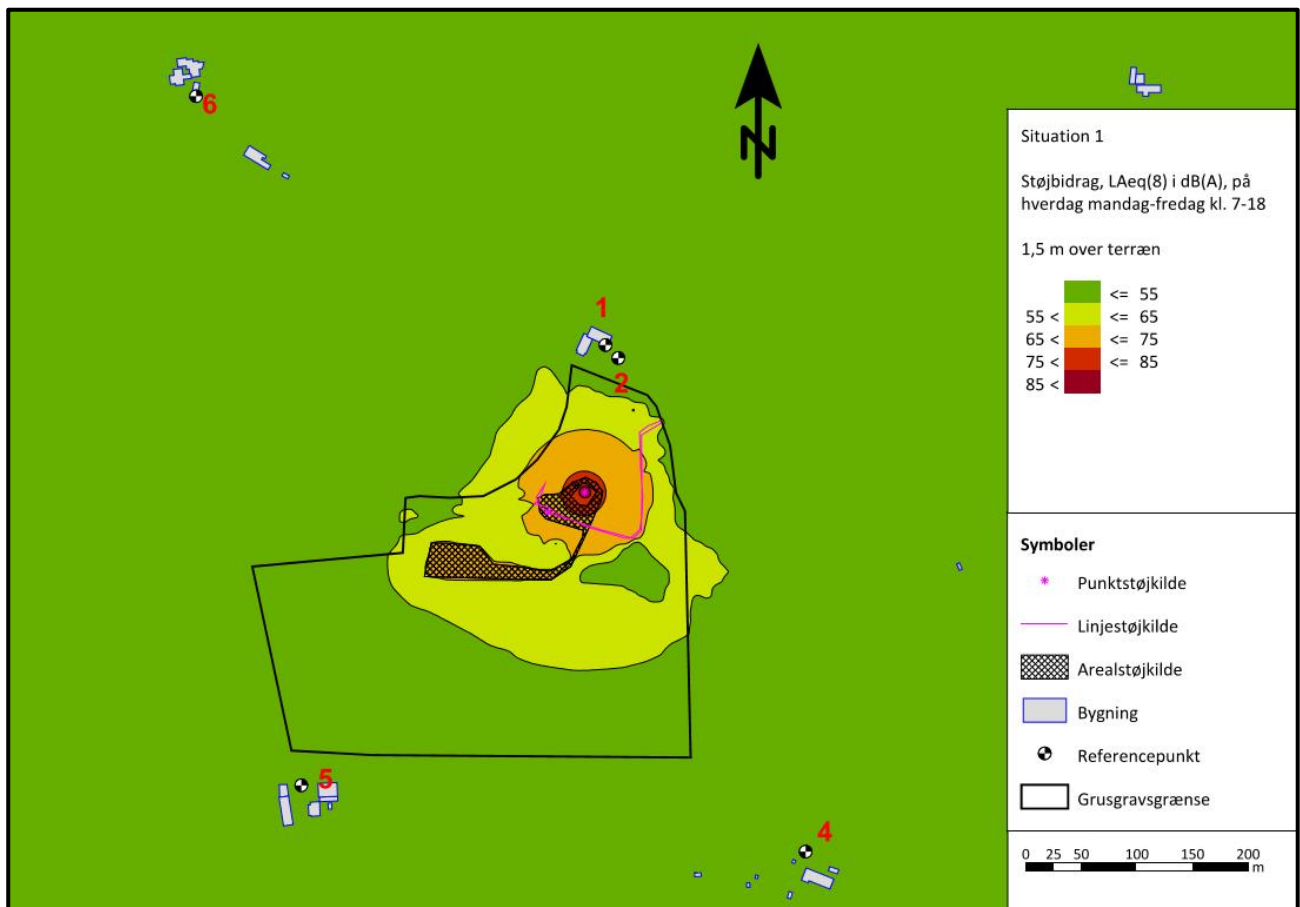 6
1
2
5
4
N
Situation 1
Støjbidrag, LAeq(8) i dB(A), på
hverdag mandag-fredag kl. 7-18
1,5 m over terræn
<= 55
55 < <= 65
65 < <= 75
75 < <= 85
85 <
Symboler
Punktstøjkilde
Linjestøjkilde
Arealstøjkilde
Bygning
Referencepunkt
Grusgravsgrænse
0 25 50 100 150 200
m